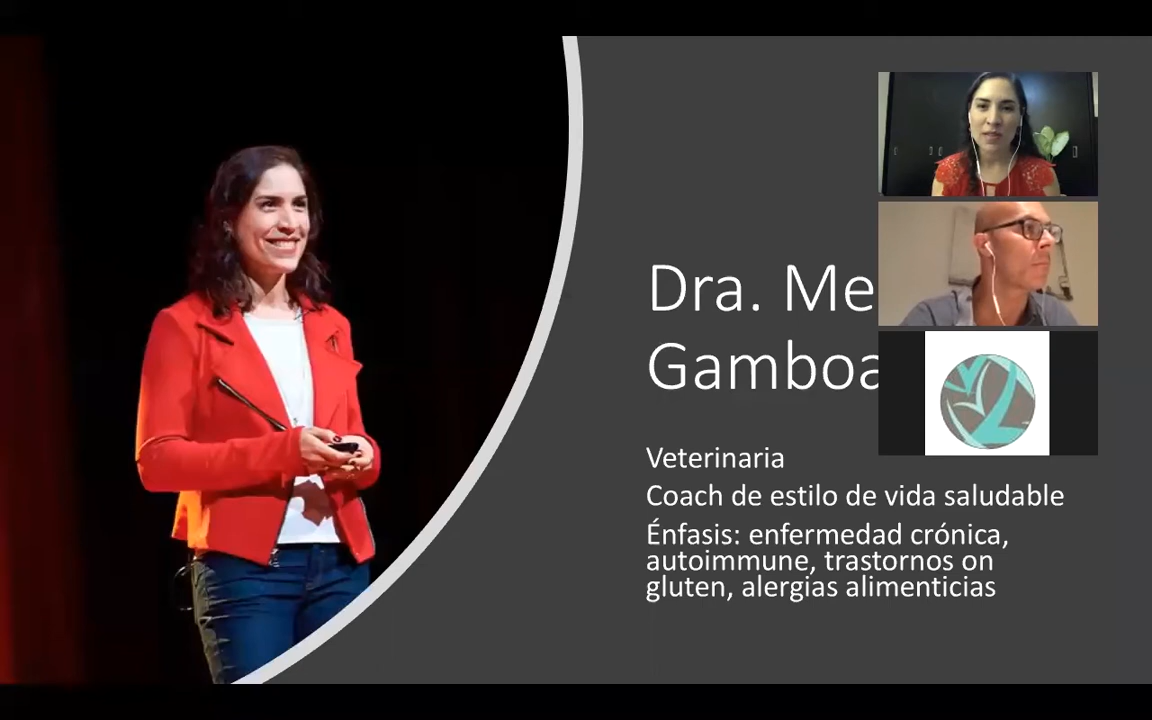 Dra. Me
Gamboa
Veterinaria
Coach de estilo de vida saludable
Énfasis: enfermedad crónica,
autoimmune, trastornos on
gluten, alergias alimenticias